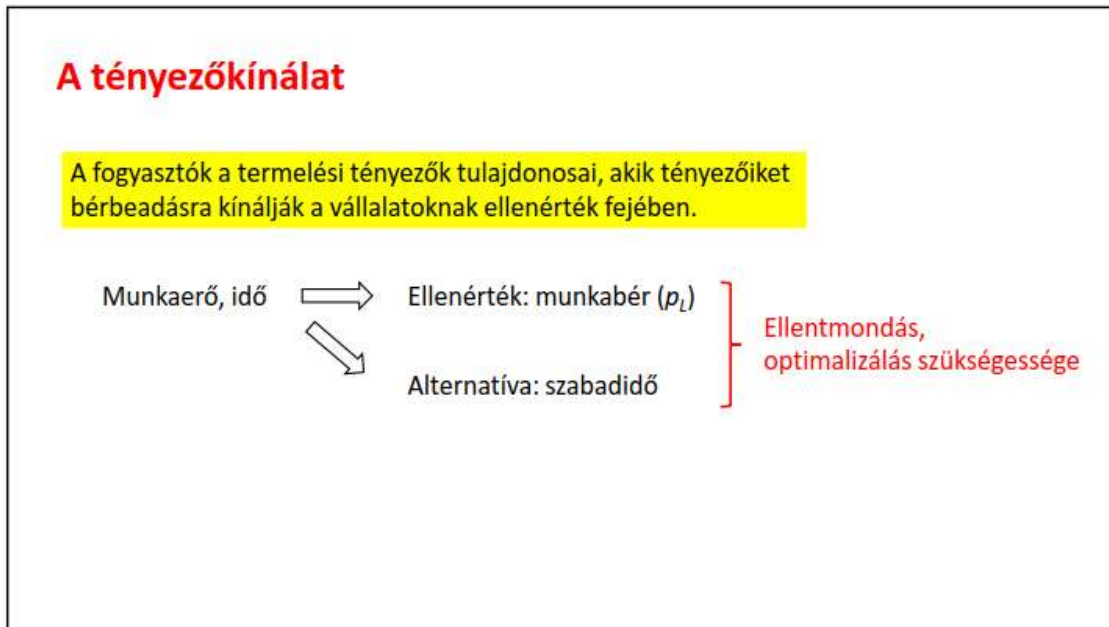 A tényezőkínálat
A fogyasztók a termelési tényezők tulajdonosai, akik tényezőiket
bérbeadásra kínálják a vállalatoknak ellenérték fejében.
Munkaerő, idő
Ellenérték: munkabér (pL)
Alternatíva: szabadidő
Ellentmondás,
optimalizálás szükségessége